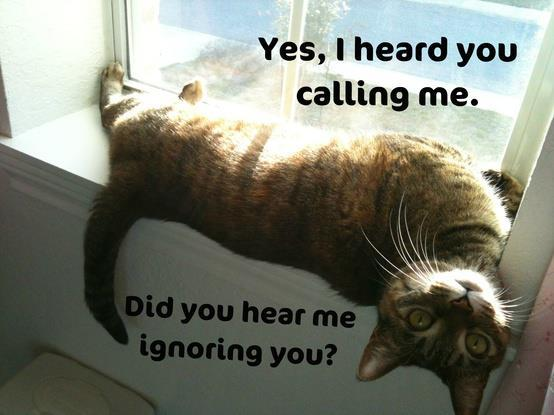 Yes, I heard you
calling me.
Did you hear me
ignoring you?